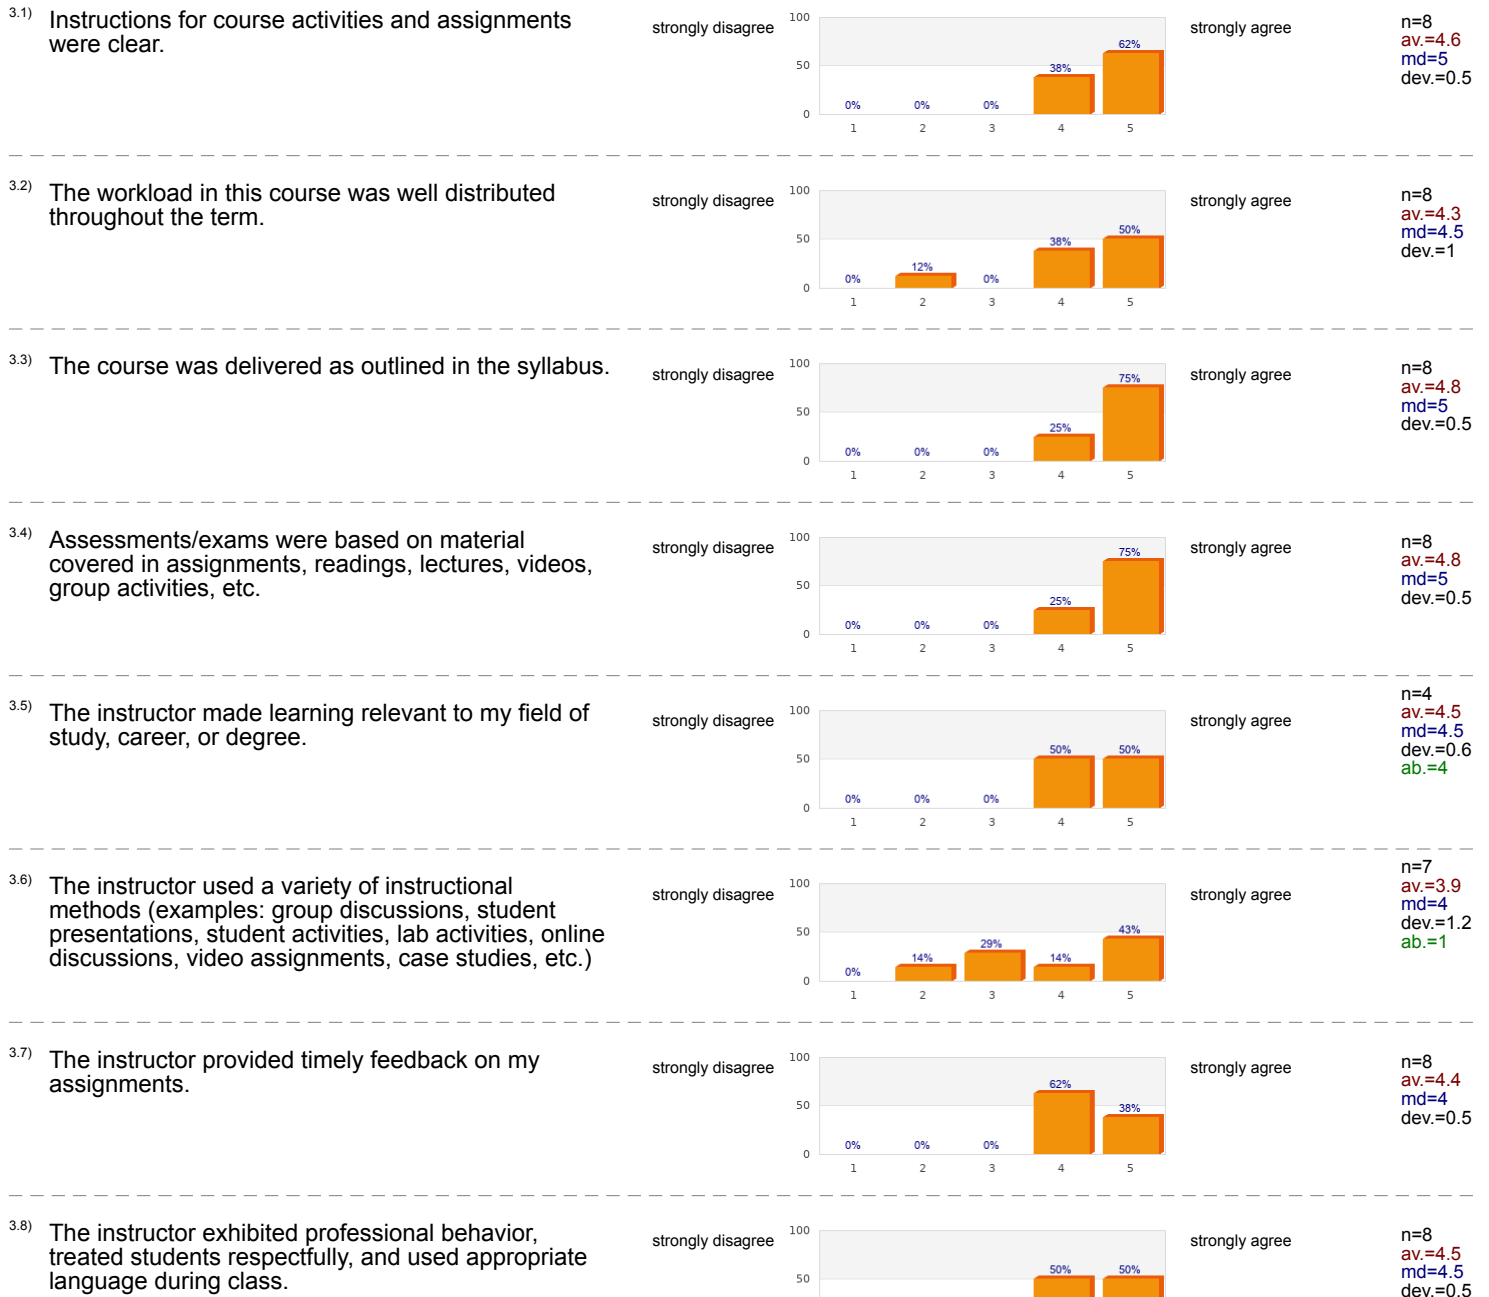 3.1) Instructions for course activities and assignments
were clear.
strongly disagree
100
50
0
0%
0%
0%
38%
62%
1 2 3 4 5
strongly agree
n=8
av.=4.6
md=5
dev.=0.5
3.2) The workload in this course was well distributed
throughout the term.
strongly disagree
100
50
0
0%
12%
0%
38%
50%
1 2 3 4 5
strongly agree
n=8
av.=4.3
md=4.5
dev.=1
3.3) The course was delivered as outlined in the syllabus.
strongly disagree
100
50
0
0%
0%
0%
25%
75%
1 2 3 4 5
strongly agree
n=8
av.=4.8
md=5
dev.=0.5
3.4) Assessments/exams were based on material
covered in assignments, readings, lectures, videos,
group activities, etc.
strongly disagree
100
50
0
0%
0%
0%
25%
75%
1 2 3 4 5
strongly agree
n=8
av.=4.8
md=5
dev.=0.5
3.5) The instructor made learning relevant to my field of
study, career, or degree.
strongly disagree
100
50
0
0%
0%
0%
50%
50%
1 2 3 4 5
strongly agree
n=4
av.=4.5
md=4.5
dev.=0.6
ab.=4
3.6) The instructor used a variety of instructional
methods (examples: group discussions, student
presentations, student activities, lab activities, online
discussions, video assignments, case studies, etc.)
strongly disagree
100
50
0
0%
14%
29%
14%
43%
1 2 3 4 5
strongly agree
n=7
av.=3.9
md=4
dev.=1.2
ab.=1
3.7) The instructor provided timely feedback on my
assignments.
strongly disagree
100
50
0
0%
0%
0%
62%
38%
1 2 3 4 5
strongly agree
n=8
av.=4.4
md=4
dev.=0.5
3.8) The instructor exhibited professional behavior,
treated students respectfully, and used appropriate
language during class.
strongly disagree
100
50
50%
50%
strongly agree
n=8
av.=4.5
md=4.5
dev.=0.5